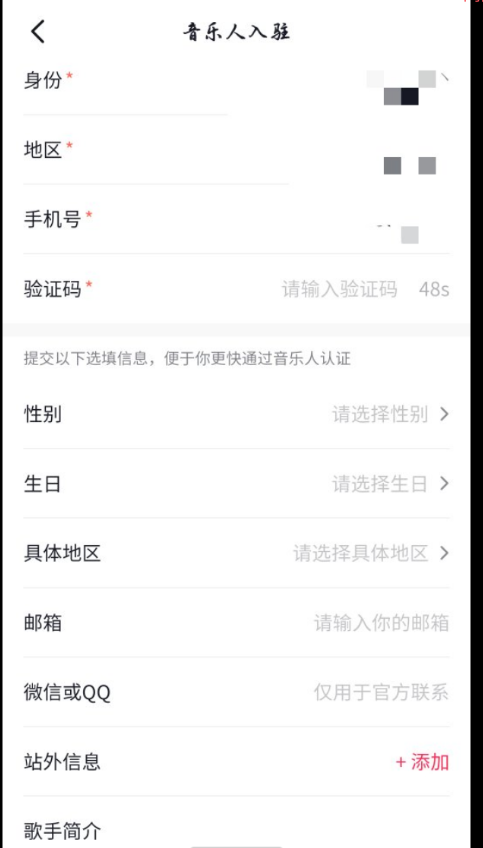 音乐人入驻
身份*
地区*
手机号*
验证码* 请输入验证码 48s
提交以下选填信息，便于你更快通过音乐人认证
性别 请选择性别
生日 请选择生日
具体地区 请选择具体地区
邮箱 请输入你的邮箱
微信或QQ 仅用于官方联系
站外信息 + 添加
歌手简介